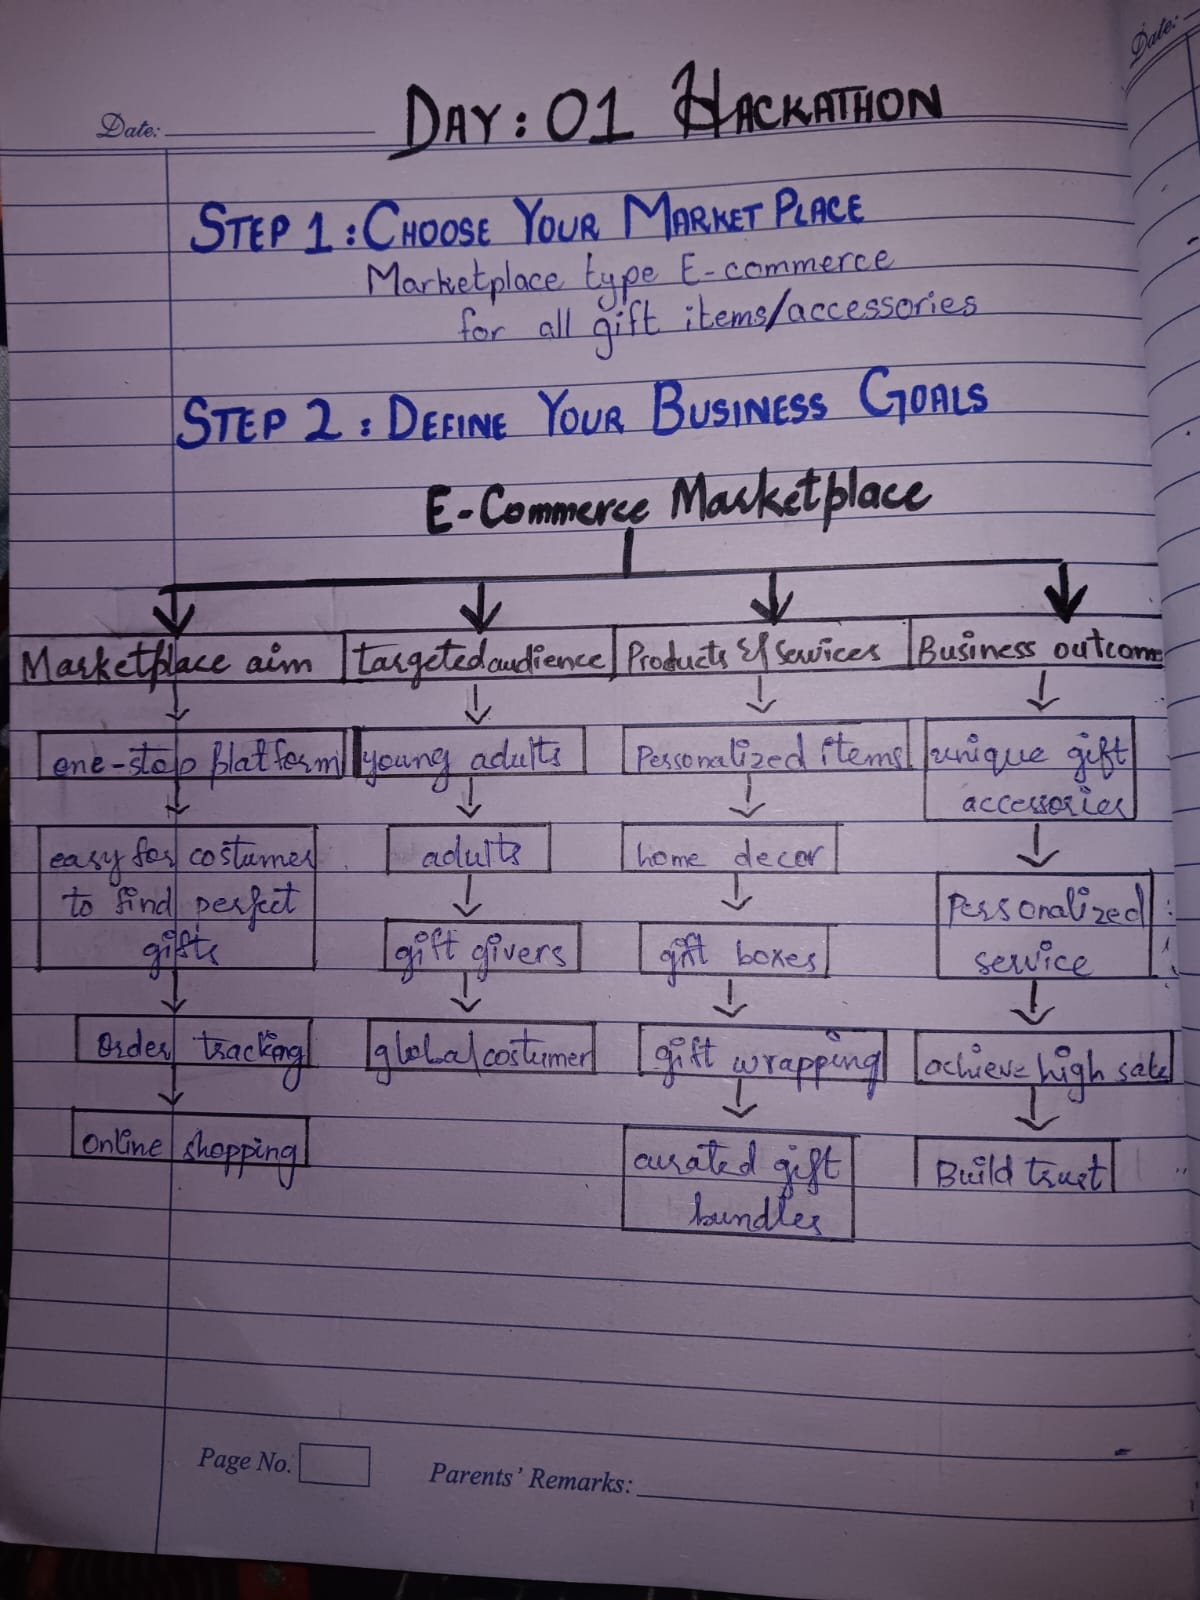 Date:
Date:
DAY: 01 HACKATHON
STEP 1: CHOOSE YOUR MARKET PLACE
Marketplace type E-commerce
for all gift items/accessories
STEP 2: DEFINE YOUR BUSINESS GOALS
E-Commerce Marketplace
Marketplace aim
one-stop platform
easy for costumer
to find perfect
gifts
Order tracking
Online shopping
targeted audience
young adults
adults
gift givers
global costumer
Products & Services
Personalized items
home decor
gift boxes
gift wrapping
curated gift
bundles
Business outcome
unique gift
accessories
Personalized
service
achieve high sale
Build trust
Page No.
Parents' Remarks: